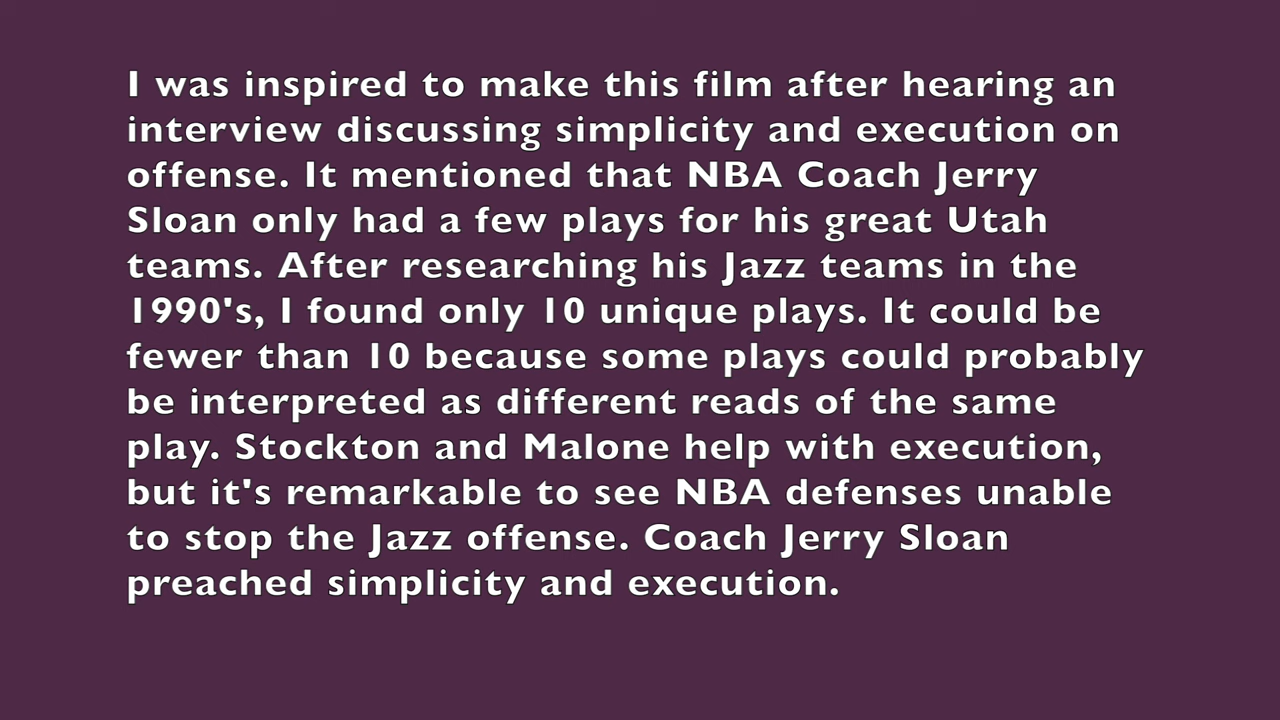 I was inspired to make this film after hearing an
interview discussing simplicity and execution on
offense. It mentioned that NBA Coach Jerry
Sloan only had a few plays for his great Utah
teams. After researching his Jazz teams in the
1990's, I found only 10 unique plays. It could be
fewer than 10 because some plays could probably
be interpreted as different reads of the same
play. Stockton and Malone help with execution,
but it's remarkable to see NBA defenses unable
to stop the Jazz offense. Coach Jerry Sloan
preached simplicity and execution.